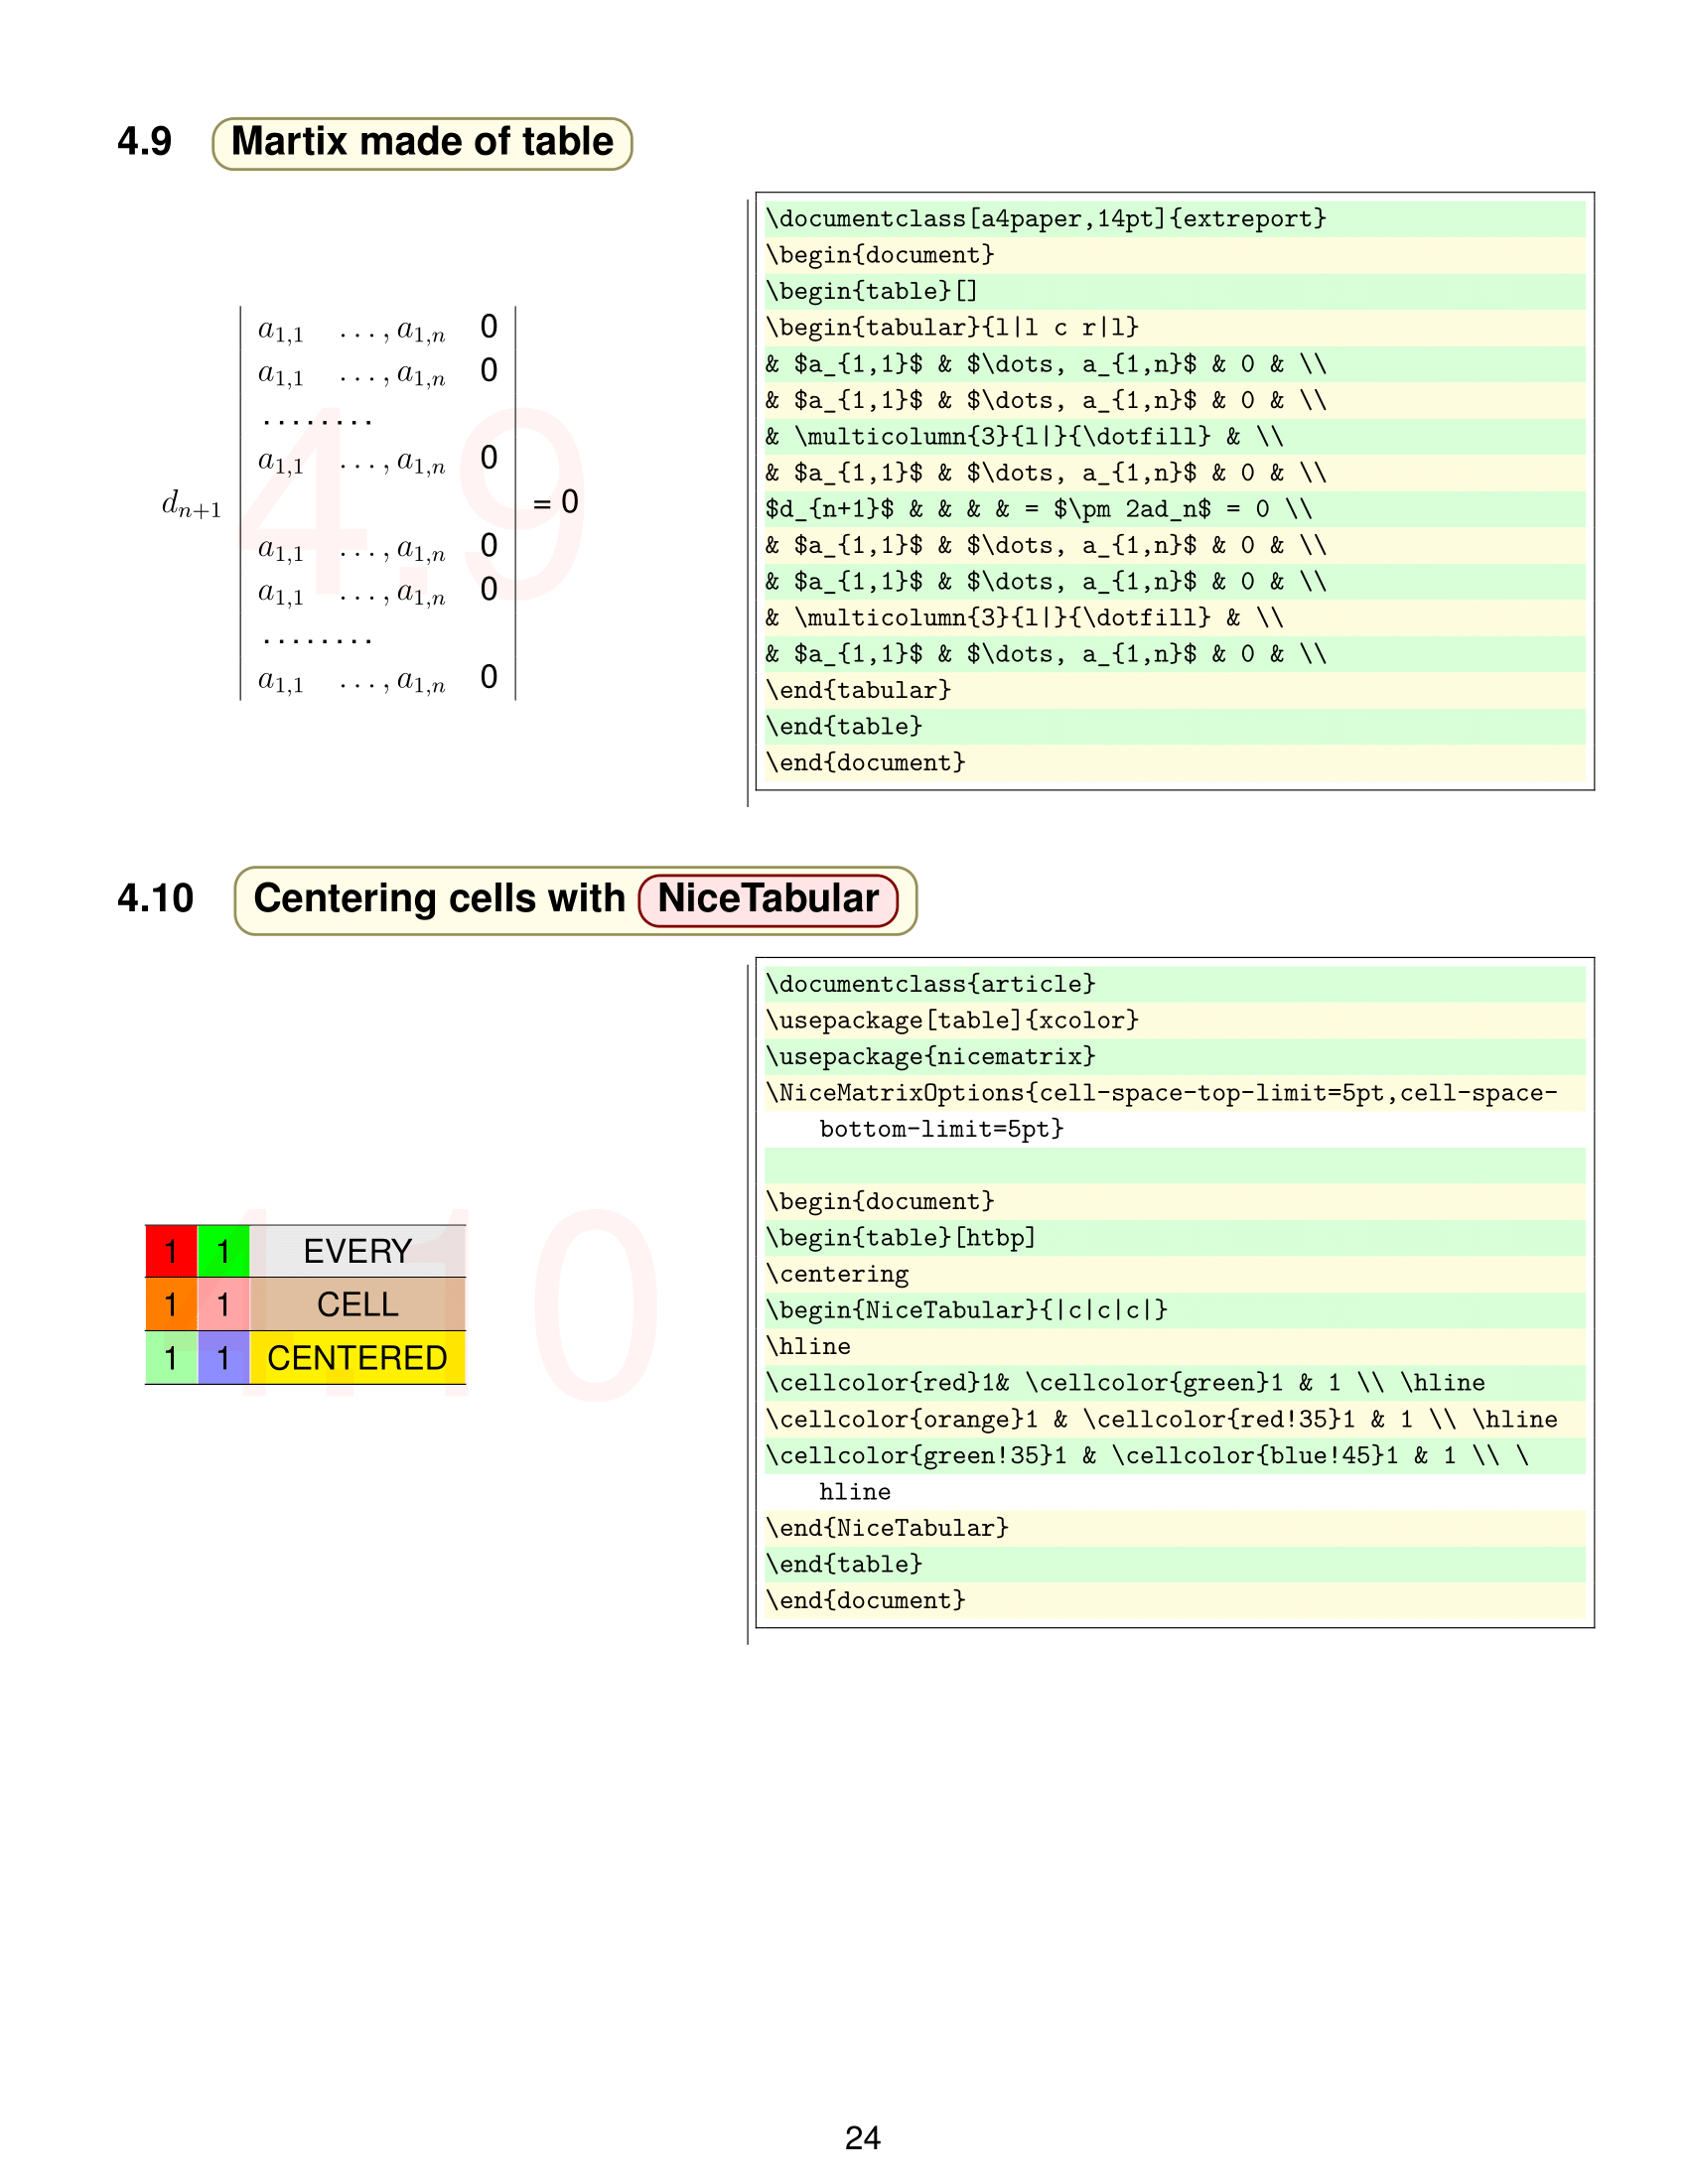 4.9 Martix made of table
a_{1,1} ..., a_{1,n} 0
a_{1,1} ..., a_{1,n} 0
........
a_{1,1} ..., a_{1,n} 0
d_{n+1} = 0
a_{1,1} ..., a_{1,n} 0
a_{1,1} ..., a_{1,n} 0
........
a_{1,1} ..., a_{1,n} 0
4.9
\documentclass[a4paper,14pt]{extreport}
\begin{document}
\begin{table}[]
\begin{tabular}{l|l c r|l}
& $a_{1,1}$ & $\dots, a_{1,n}$ & 0 & \\
& $a_{1,1}$ & $\dots, a_{1,n}$ & 0 & \\
& \multicolumn{3}{l|}{\dotfill} & \\
& $a_{1,1}$ & $\dots, a_{1,n}$ & 0 & \\
$d_{n+1}$ & & & & = $\pm 2ad_n$ = 0 \\
& $a_{1,1}$ & $\dots, a_{1,n}$ & 0 & \\
& $a_{1,1}$ & $\dots, a_{1,n}$ & 0 & \\
& \multicolumn{3}{l|}{\dotfill} & \\
& $a_{1,1}$ & $\dots, a_{1,n}$ & 0 & \\
\end{tabular}
\end{table}
\end{document}
4.10 Centering cells with NiceTabular
1 1 EVERY
1 1 CELL
1 1 CENTERED
4.10
\documentclass{article}
\usepackage[table]{xcolor}
\usepackage{nicematrix}
\NiceMatrixOptions{cell-space-top-limit=5pt,cell-space-
bottom-limit=5pt}
\begin{document}
\begin{table}[htbp]
\centering
\begin{NiceTabular}{|c|c|c|}
\hline
\cellcolor{red}1& \cellcolor{green}1 & 1 \\ \hline
\cellcolor{orange}1 & \cellcolor{red!35}1 & 1 \\ \hline
\cellcolor{green!35}1 & \cellcolor{blue!45}1 & 1 \\ \
hline
\end{NiceTabular}
\end{table}
\end{document}
24